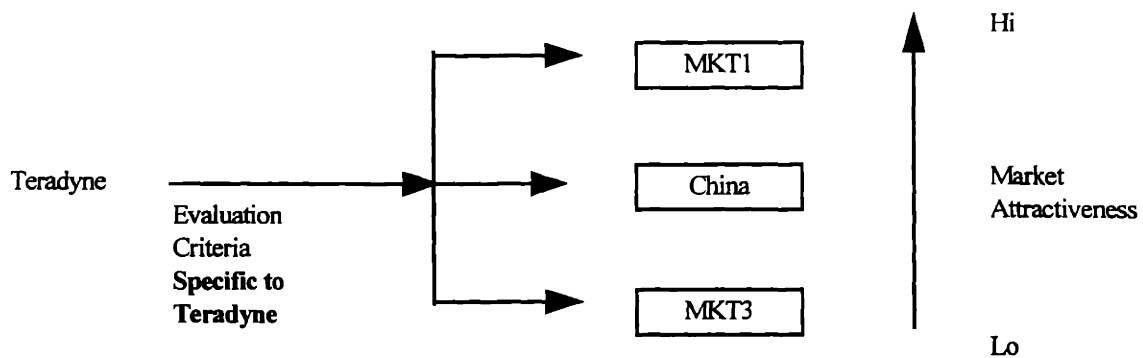 Hi
MKT1
Teradyne
China
Market
Attractiveness
Evaluation
Criteria
Specific to
Teradyne
MKT3
Lo